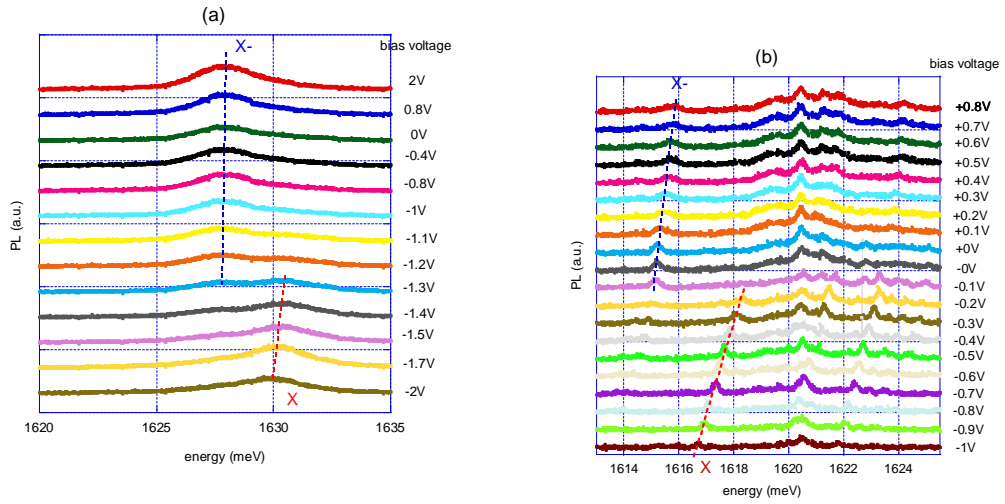 (a)
X-
bias voltage
2V
0.8V
0V
-0.4V
-0.8V
-1V
-1.1V
-1.2V
-1.3V
-1.4V
-1.5V
-1.7V
-2V
X
PL (a.u.)
1620
1625
1630
1635
energy (meV)
(b)
bias voltage
X-
+0.8V
+0.7V
+0.6V
+0.5V
+0.4V
+0.3V
+0.2V
+0.1V
+0V
-0V
-0.1V
-0.2V
-0.3V
-0.4V
-0.5V
-0.6V
-0.7V
-0.8V
-0.9V
-1V
X
PL (a.u.)
1614
1616
1618
1620
1622
1624
energy (meV)